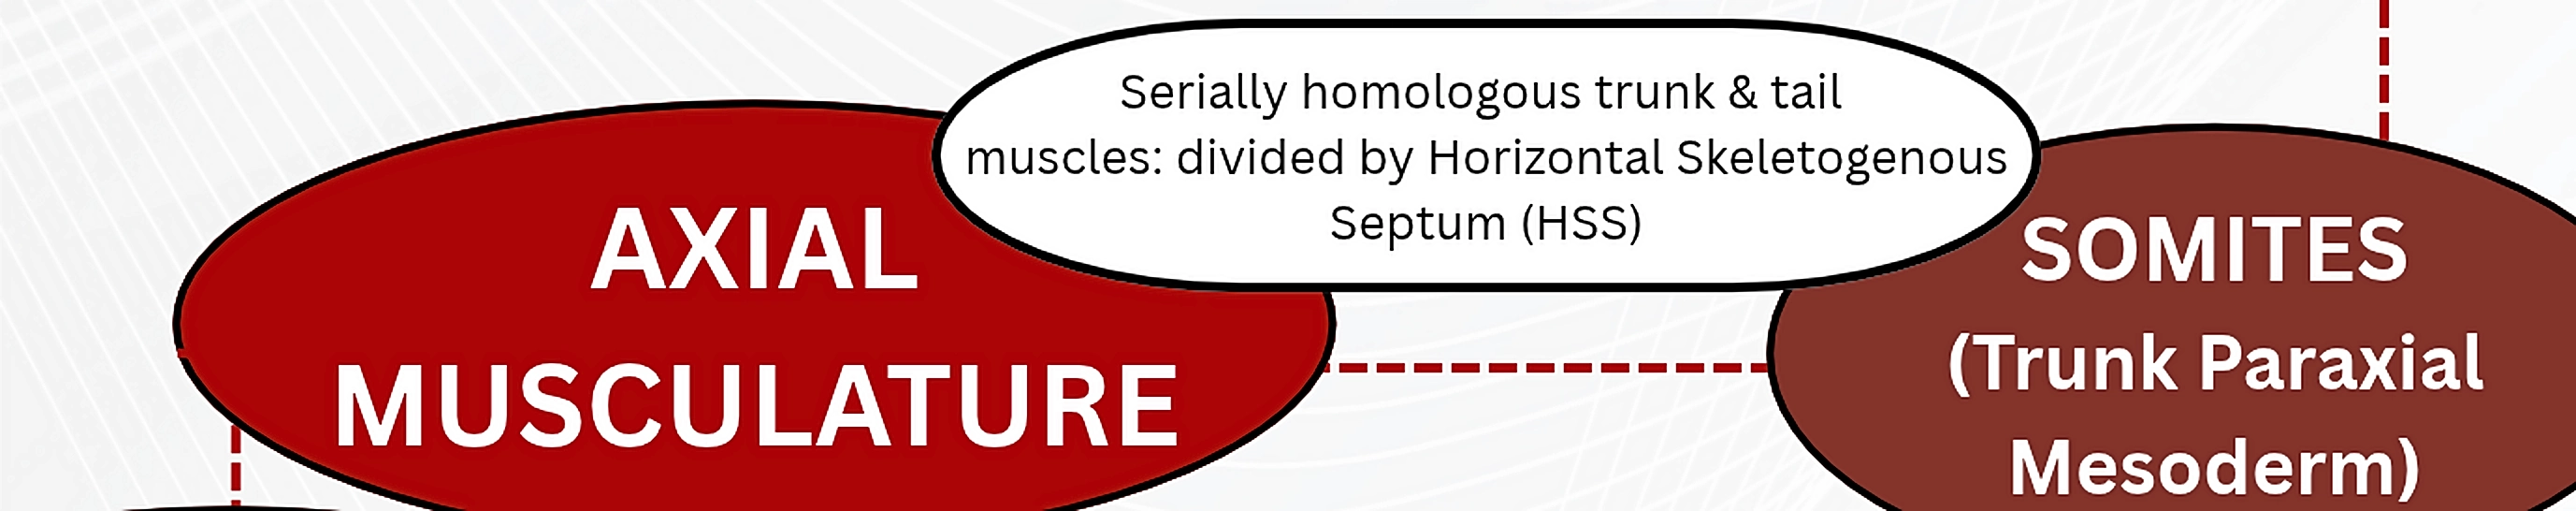 Serially homologous trunk & tail
muscles: divided by Horizontal Skeletogenous
Septum (HSS)
AXIAL
MUSCULATURE
SOMITES
(Trunk Paraxial
Mesoderm)